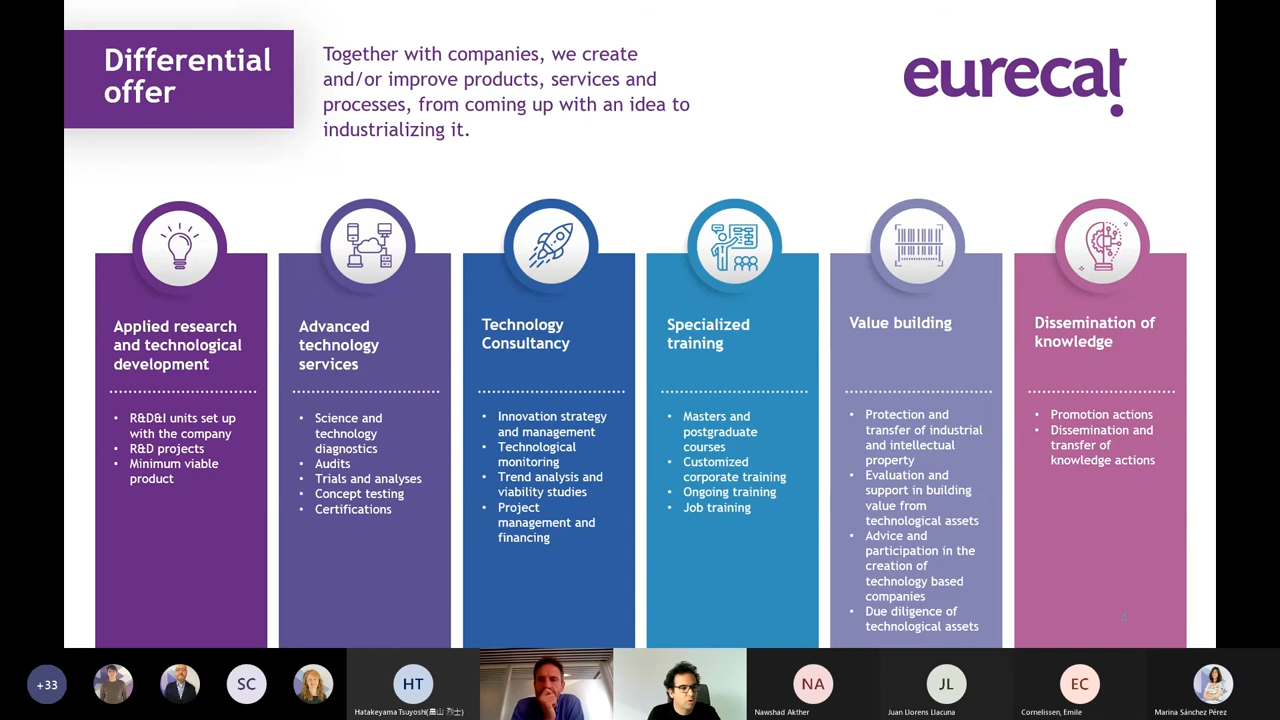 Differential
offer
Together with companies, we create
and/or improve products, services and
processes, from coming up with an idea to
industrializing it.
eurecat
Applied research
and technological
development
• R&D&I units set up
with the company
• R&D projects
• Minimum viable
product
Advanced
technology
services
• Science and
technology
diagnostics
• Audits
• Trials and analyses
• Concept testing
• Certifications
Technology
Consultancy
• Innovation strategy
and management
• Technological
monitoring
• Trend analysis and
viability studies
• Project
management and
financing
Specialized
training
• Masters and
postgraduate
courses
• Customized
corporate training
• Ongoing training
• Job training
Value building
• Protection and
transfer of industrial
and intellectual
property
• Evaluation and
support in building
value from
technological assets
• Advice and
participation in the
creation of
technology based
companies
• Due diligence of
technological assets
Dissemination of
knowledge
• Promotion actions
• Dissemination and
transfer of
knowledge actions
4
+33
SC
HT
Hatakeyama Tsuyoshi(畠山 烈士)
NA
Nawshad Akther
JL
Juan Llorens Llacuna
EC
Cornelissen, Emile
Marina Sánchez Pérez